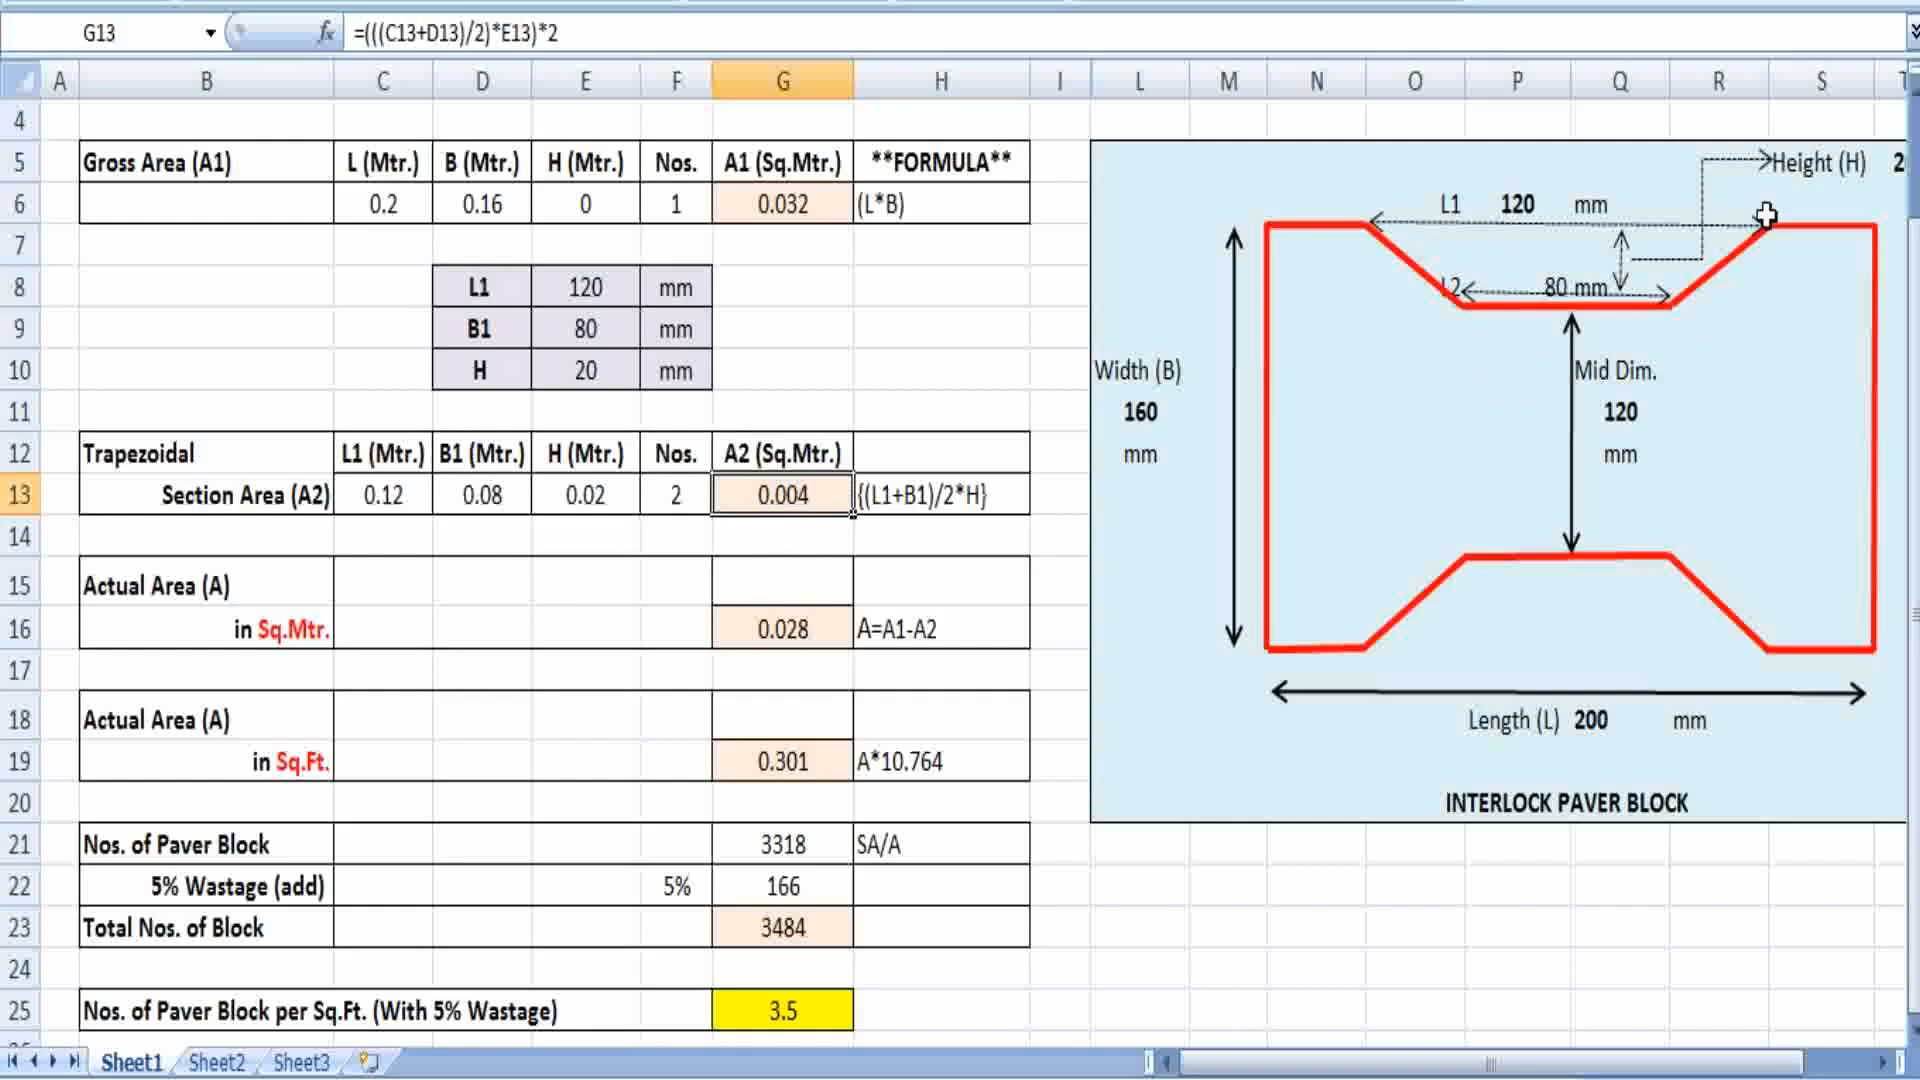 G13 fx =(((C13+D13)/2)*E13)*2
A B C D E F G H I L M N O P Q R S T
4
5 Gross Area (A1) L (Mtr.) B (Mtr.) H (Mtr.) Nos. A1 (Sq.Mtr.) **FORMULA** Height (H)
6 0.2 0.16 0 1 0.032 (L*B) L1 120 mm
7
8 L1 120 mm L2 80 mm
9 B1 80 mm
10 H 20 mm Width (B) Mid Dim.
11 160 120
12 Trapezoidal L1 (Mtr.) B1 (Mtr.) H (Mtr.) Nos. A2 (Sq.Mtr.) mm mm
13 Section Area (A2) 0.12 0.08 0.02 2 0.004 {(L1+B1)/2*H}
14
15 Actual Area (A)
16 in Sq.Mtr. 0.028 A=A1-A2
17
18 Actual Area (A) Length (L) 200 mm
19 in Sq.Ft. 0.301 A*10.764
20 INTERLOCK PAVER BLOCK
21 Nos. of Paver Block 3318 SA/A
22 5% Wastage (add) 5% 166
23 Total Nos. of Block 3484
24
25 Nos. of Paver Block per Sq.Ft. (With 5% Wastage) 3.5
Sheet1 Sheet2 Sheet3